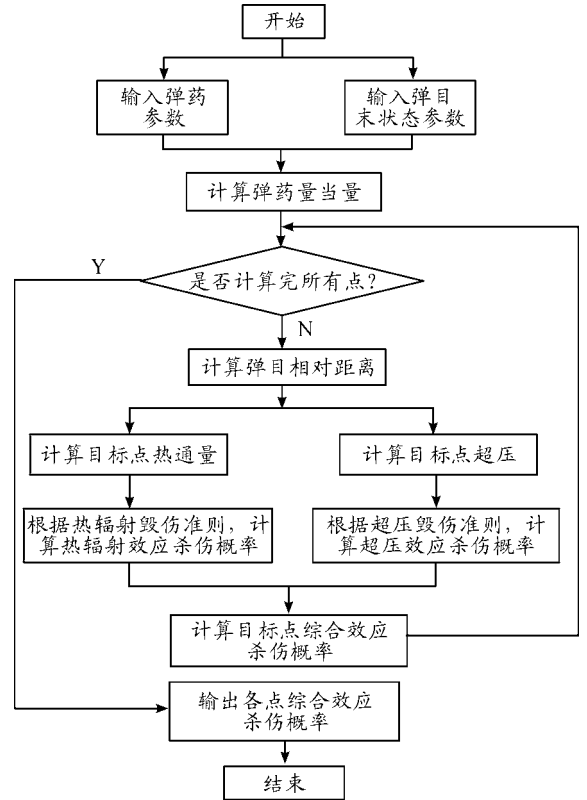 开始
输入弹药
参数
输入弹目
末状态参数
计算弹药量当量
Y
是否计算完所有点?
N
计算弹目相对距离
计算目标点热通量
计算目标点超压
根据热辐射毁伤准则，计
算热辐射效应杀伤概率
根据超压毁伤准则，计
算超压效应杀伤概率
计算目标点综合效应
杀伤概率
输出各点综合效应
杀伤概率
结束